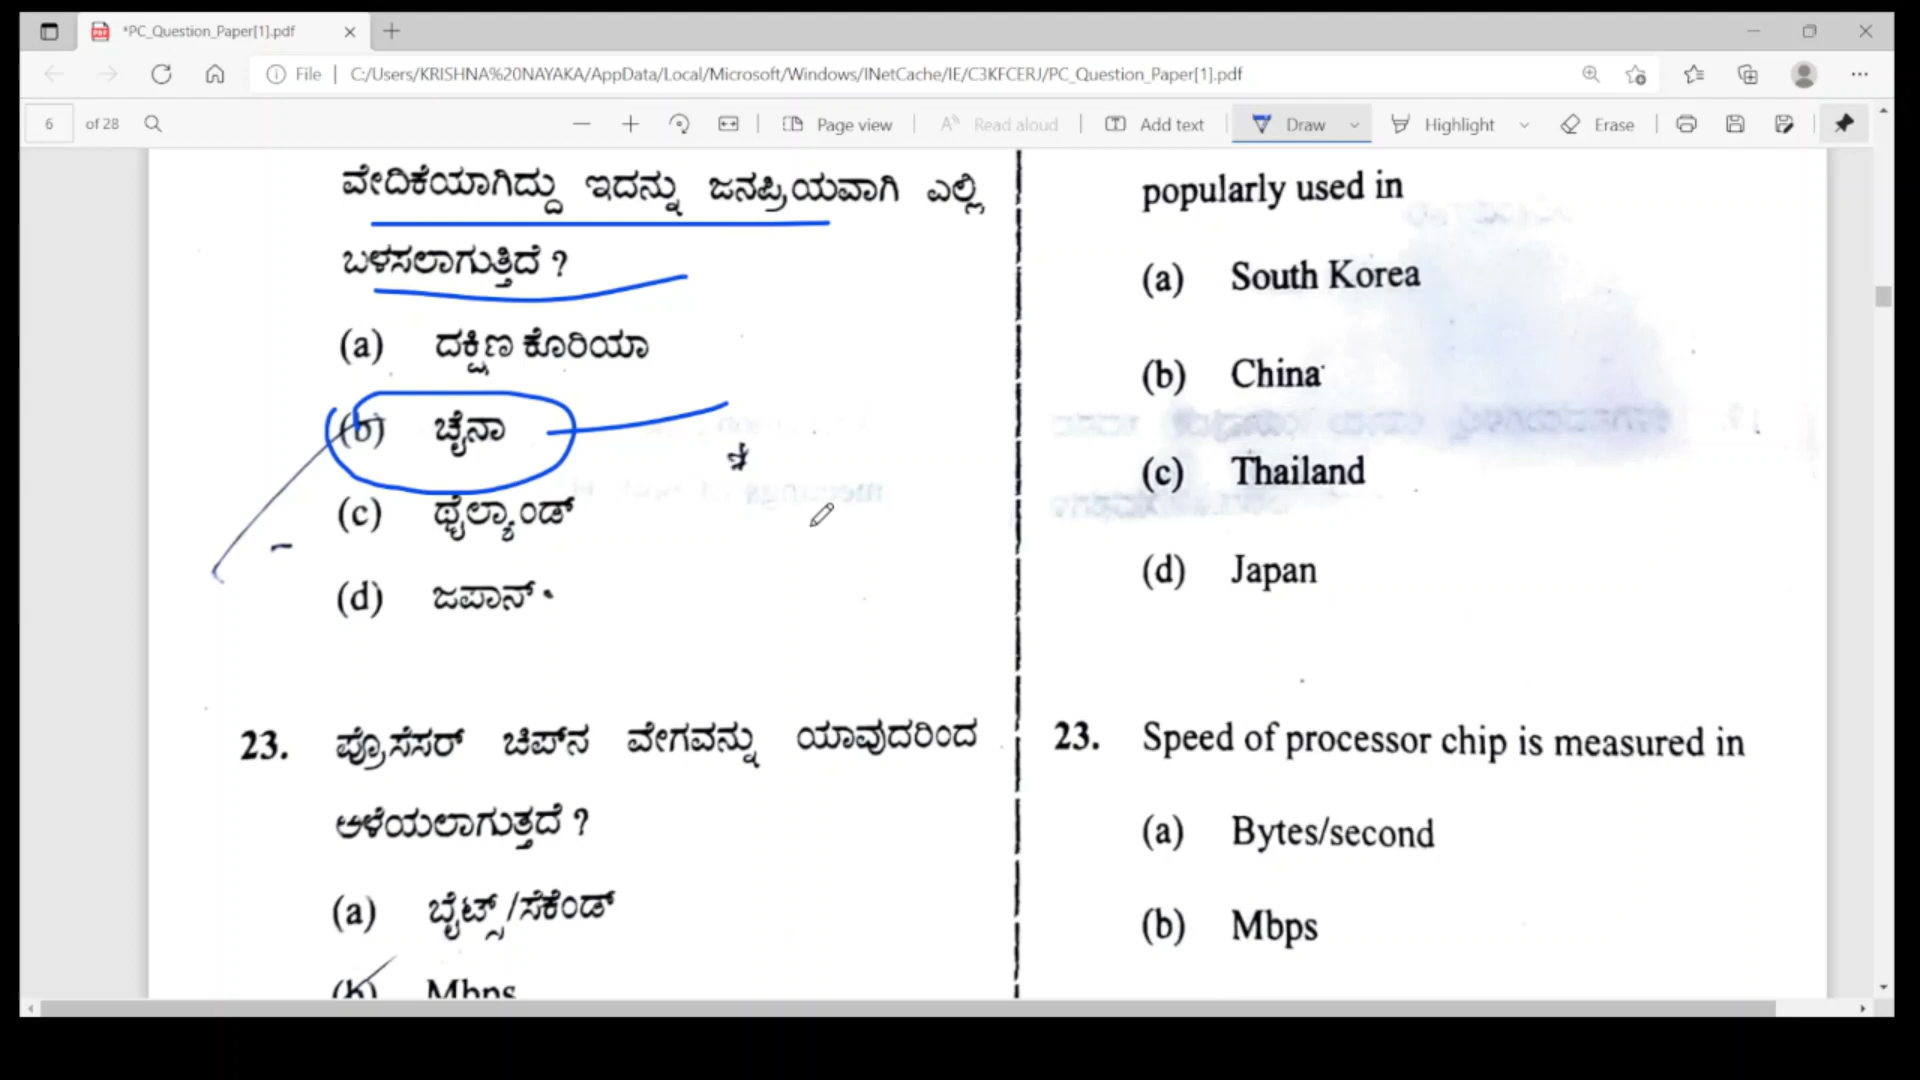 *PC_Question_Paper[1].pdf
File
C:/Users/KRISHNA%20NAYAKA/AppData/Local/Microsoft/Windows/INetCache/IE/C3KFCERJ/PC_Question_Paper[1].pdf
6 of 28
Page view
Read aloud
Add text
Draw
Highlight
Erase
ವೇದಿಕೆಯಾಗಿದ್ದು ಇದನ್ನು ಜನಪ್ರಿಯವಾಗಿ ಎಲ್ಲಿ
ಬಳಸಲಾಗುತ್ತಿದೆ ?
(a) ದಕ್ಷಿಣ ಕೊರಿಯಾ
(b) ಚೈನಾ
(c) ಥೈಲ್ಯಾಂಡ್
(d) ಜಪಾನ್
23. ಪ್ರೊಸೆಸರ್ ಚಿಪ್‌ನ ವೇಗವನ್ನು ಯಾವುದರಿಂದ
ಅಳೆಯಲಾಗುತ್ತದೆ ?
(a) ಬೈಟ್ಸ್/ಸೆಕೆಂಡ್
(b) Mbps
popularly used in
(a) South Korea
(b) China
(c) Thailand
(d) Japan
23. Speed of processor chip is measured in
(a) Bytes/second
(b) Mbps